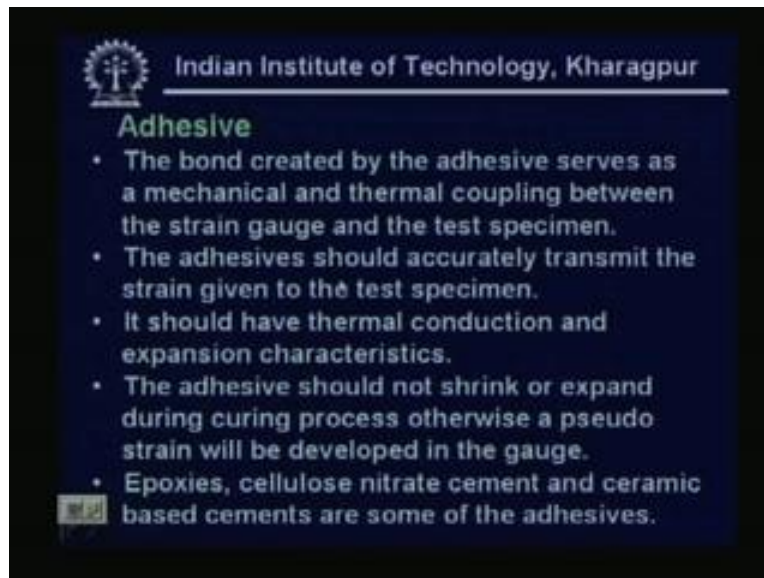 Indian Institute of Technology, Kharagpur
Adhesive
• The bond created by the adhesive serves as
a mechanical and thermal coupling between
the strain gauge and the test specimen.
• The adhesives should accurately transmit the
strain given to the test specimen.
• It should have thermal conduction and
expansion characteristics.
• The adhesive should not shrink or expand
during curing process otherwise a pseudo
strain will be developed in the gauge.
• Epoxies, cellulose nitrate cement and ceramic
based cements are some of the adhesives.